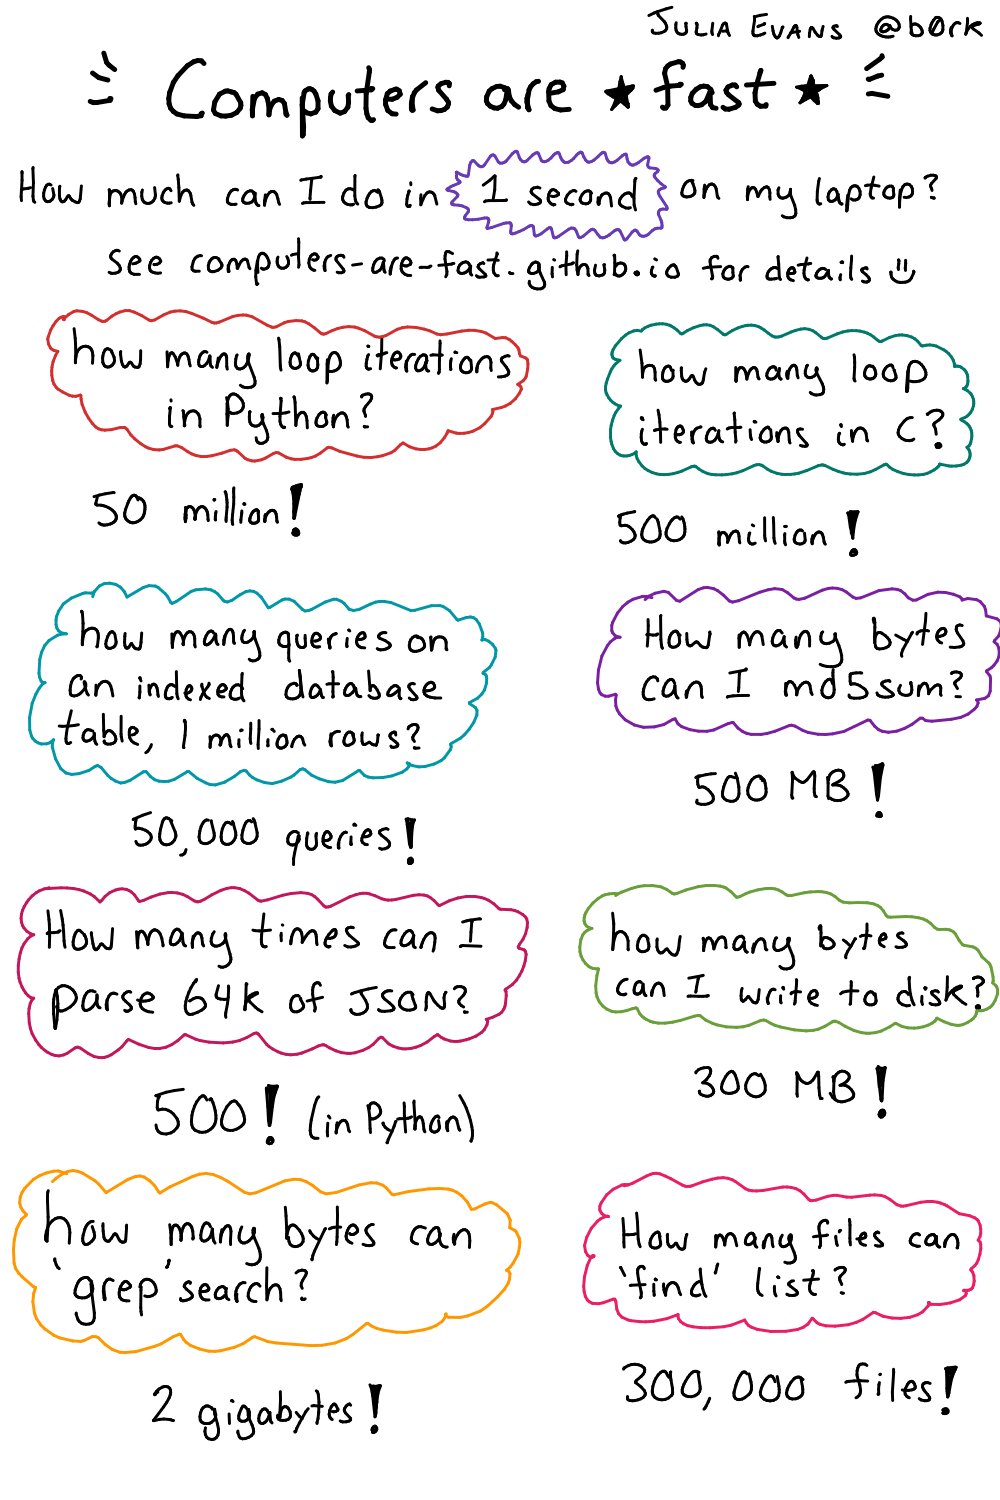 Julia Evans @b0rk
Computers are ★ fast ★
How much can I do in 1 second on my laptop?
see computers-are-fast.github.io for details
how many loop iterations
in Python?
50 million!
how many loop
iterations in C?
500 million!
how many queries on
an indexed database
table, 1 million rows?
50,000 queries!
How many bytes
can I md5sum?
500 MB!
How many times can I
parse 64k of JSON?
500! (in Python)
how many bytes
can I write to disk?
300 MB!
how many bytes can
'grep' search?
2 gigabytes!
How many files can
'find' list?
300,000 files!